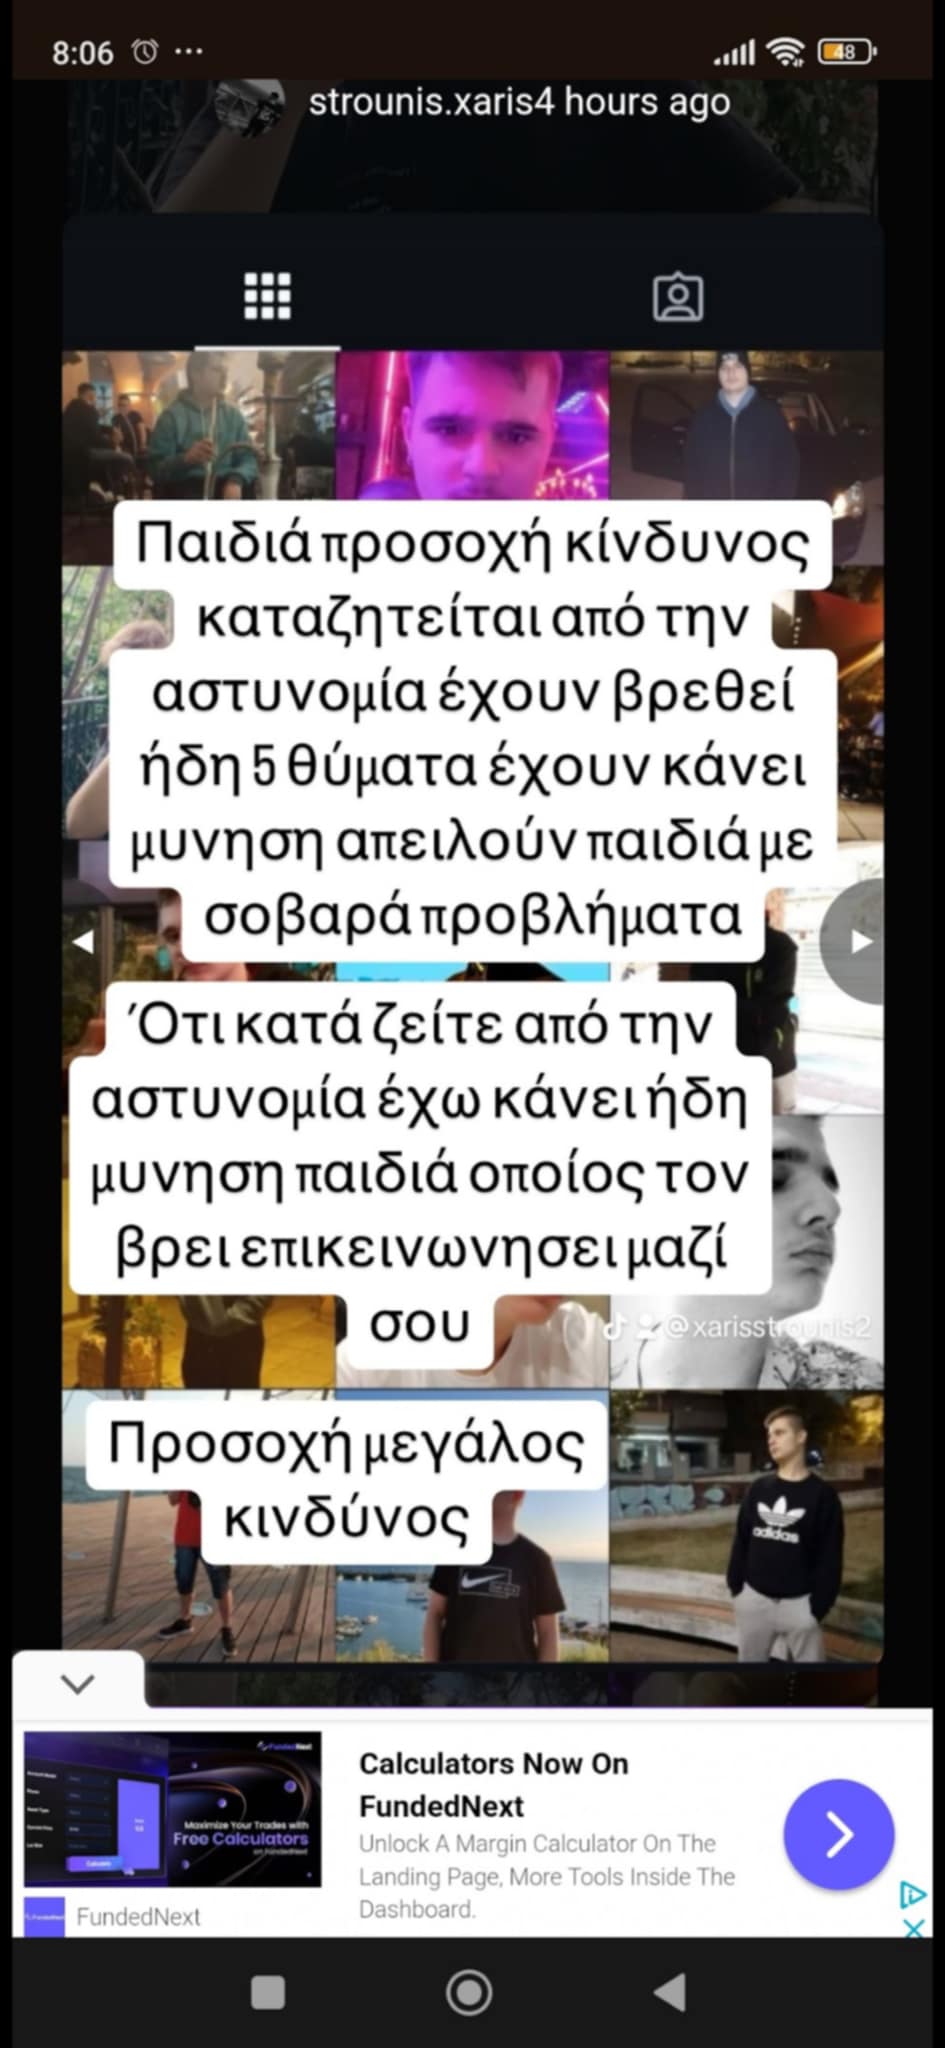 8:06
48
strounis.xaris4 hours ago
Παιδιά προσοχή κίνδυνος
καταζητείται από την
αστυνομία έχουν βρεθεί
ήδη 5 θύματα έχουν κάνει
μυνηση απειλούν παιδιά με
σοβαρά προβλήματα
Ότι κατά ζείτε από την
αστυνομία έχω κάνει ήδη
μυνηση παιδιά οποίος τον
βρει επικεινωνησει μαζί
σου
@xarisstrounis2
Προσοχή μεγάλος
κινδύνος
adidas
FundedNext
Maximize Your Trades with
Free Calculators
on FundedNext
Calculators Now On
FundedNext
Unlock A Margin Calculator On The
Landing Page, More Tools Inside The
Dashboard.
FundedNext